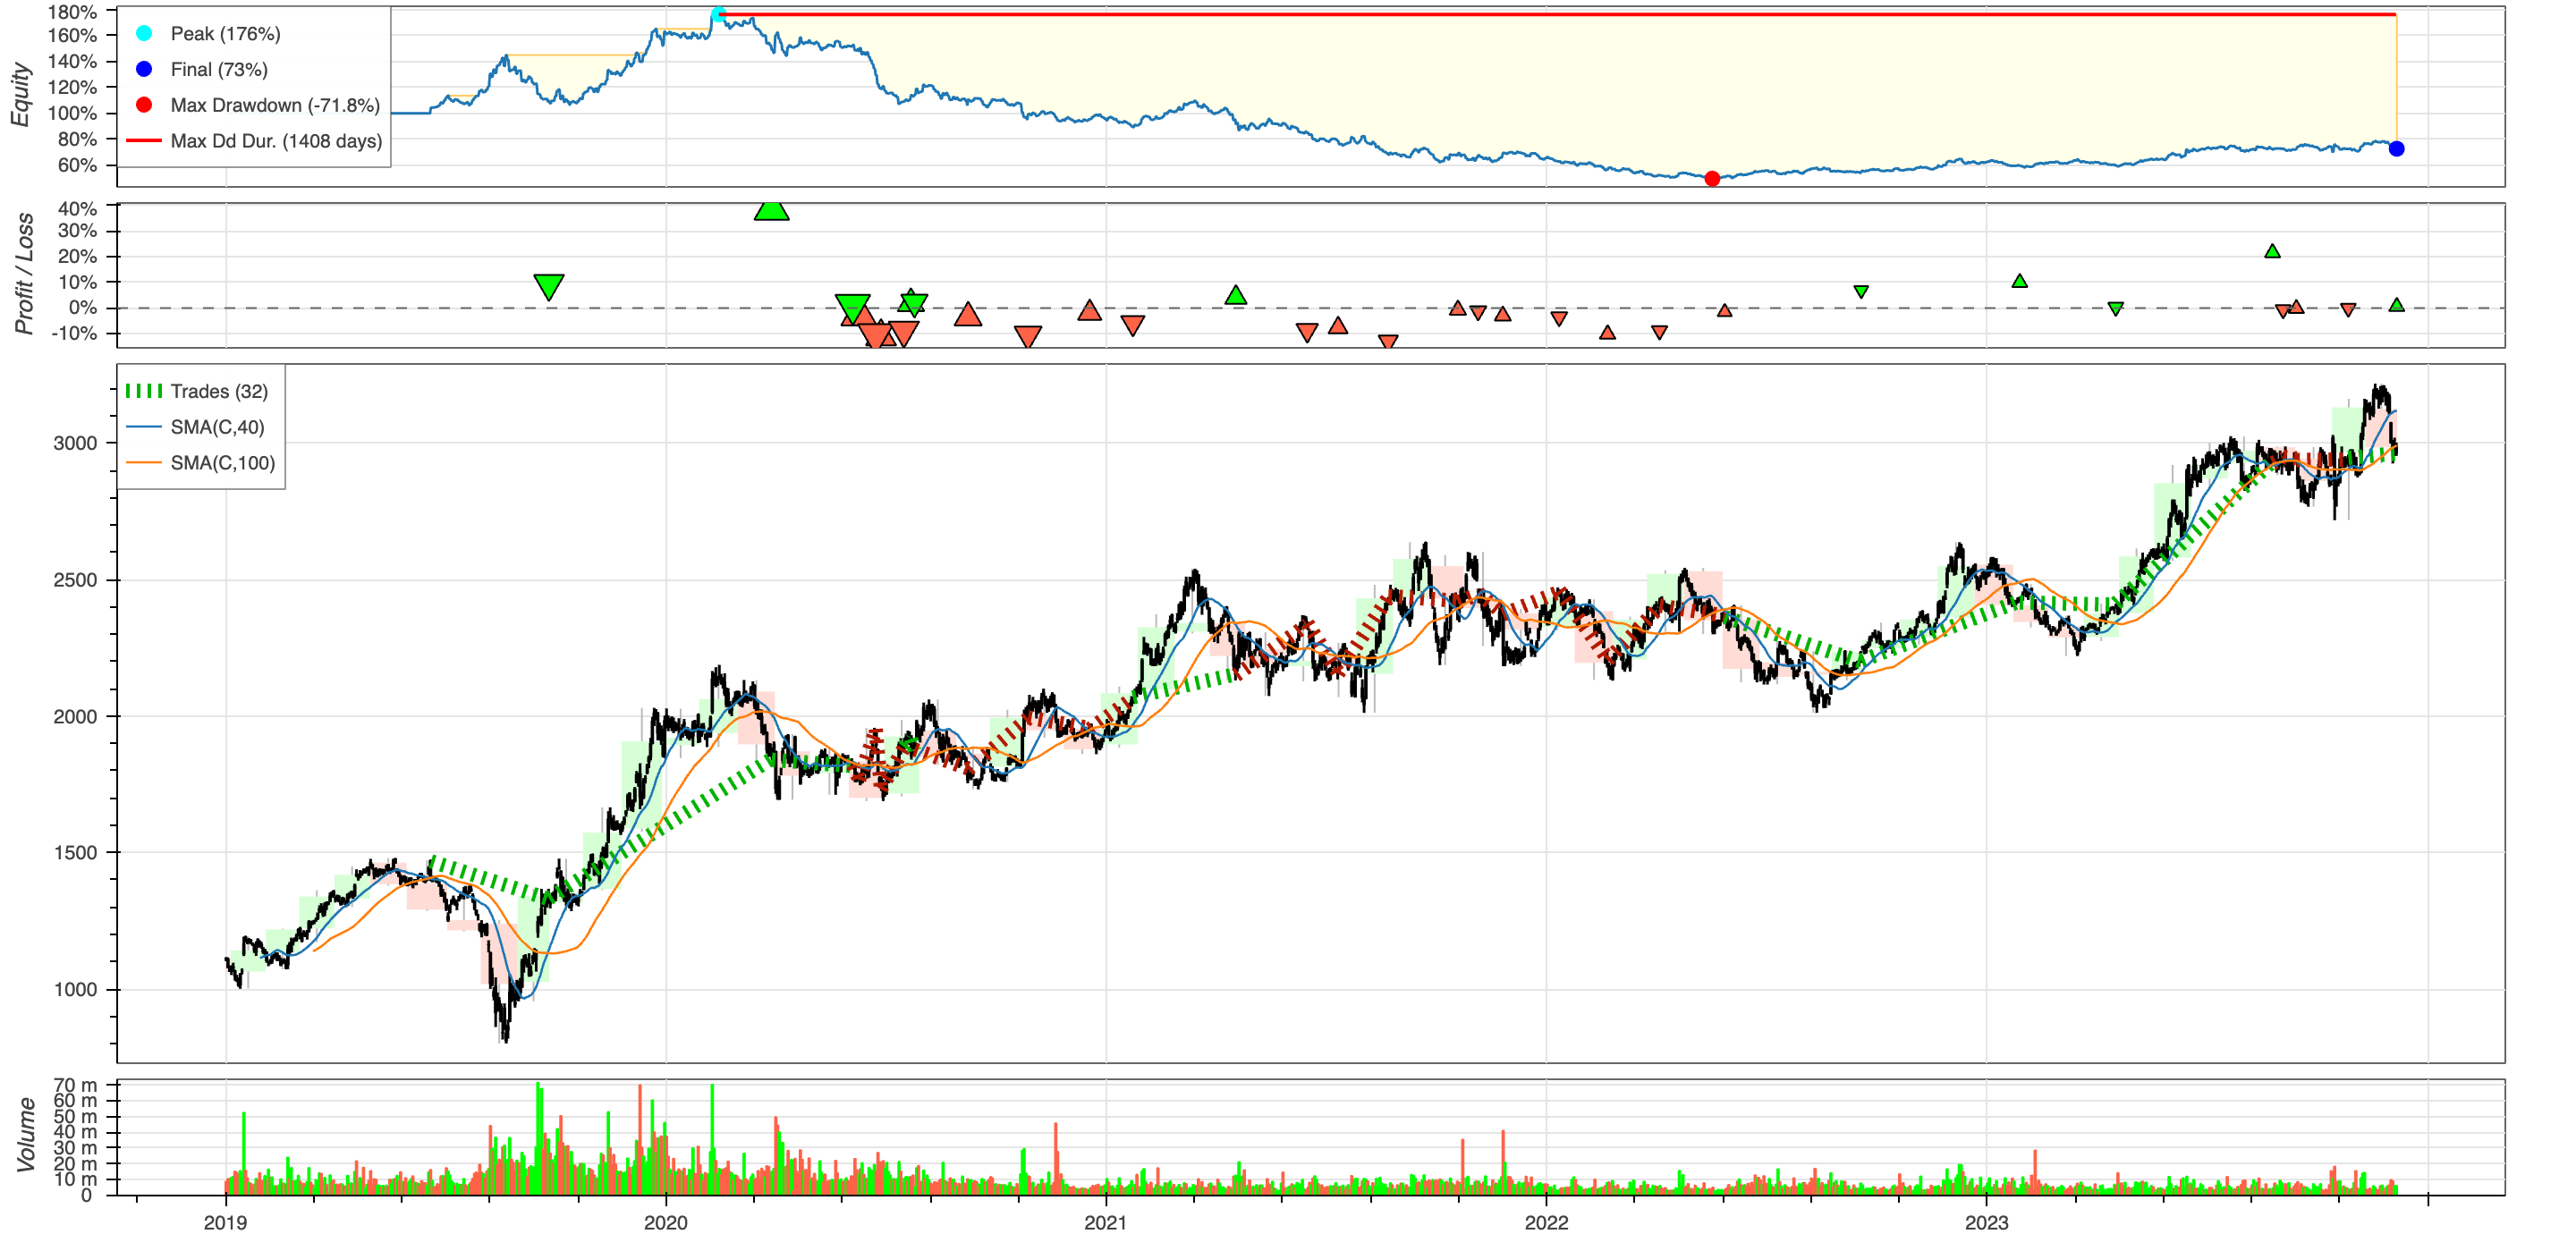 Equity
180%
160%
140%
120%
100%
80%
60%
Peak (176%)
Final (73%)
Max Drawdown (-71.8%)
Max Dd Dur. (1408 days)
Profit / Loss
40%
30%
20%
10%
0%
-10%
Trades (32)
SMA(C,40)
SMA(C,100)
3000
2500
2000
1500
1000
Volume
70 m
60 m
50 m
40 m
30 m
20 m
10 m
0
2019 2020 2021 2022 2023